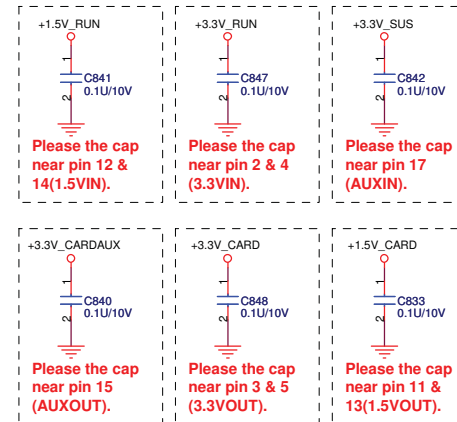 +1.5V_RUN
1
C841
0.1U/10V
2
Please the cap
near pin 12 &
14(1.5VIN).
+3.3V_RUN
1
C847
0.1U/10V
2
Please the cap
near pin 2 & 4
(3.3VIN).
+3.3V_SUS
1
C842
0.1U/10V
2
Please the cap
near pin 17
(AUXIN).
+3.3V_CARDAUX
1
C840
0.1U/10V
2
Please the cap
near pin 15
(AUXOUT).
+3.3V_CARD
1
C848
0.1U/10V
2
Please the cap
near pin 3 & 5
(3.3VOUT).
+1.5V_CARD
1
C833
0.1U/10V
2
Please the cap
near pin 11 &
13(1.5VOUT).